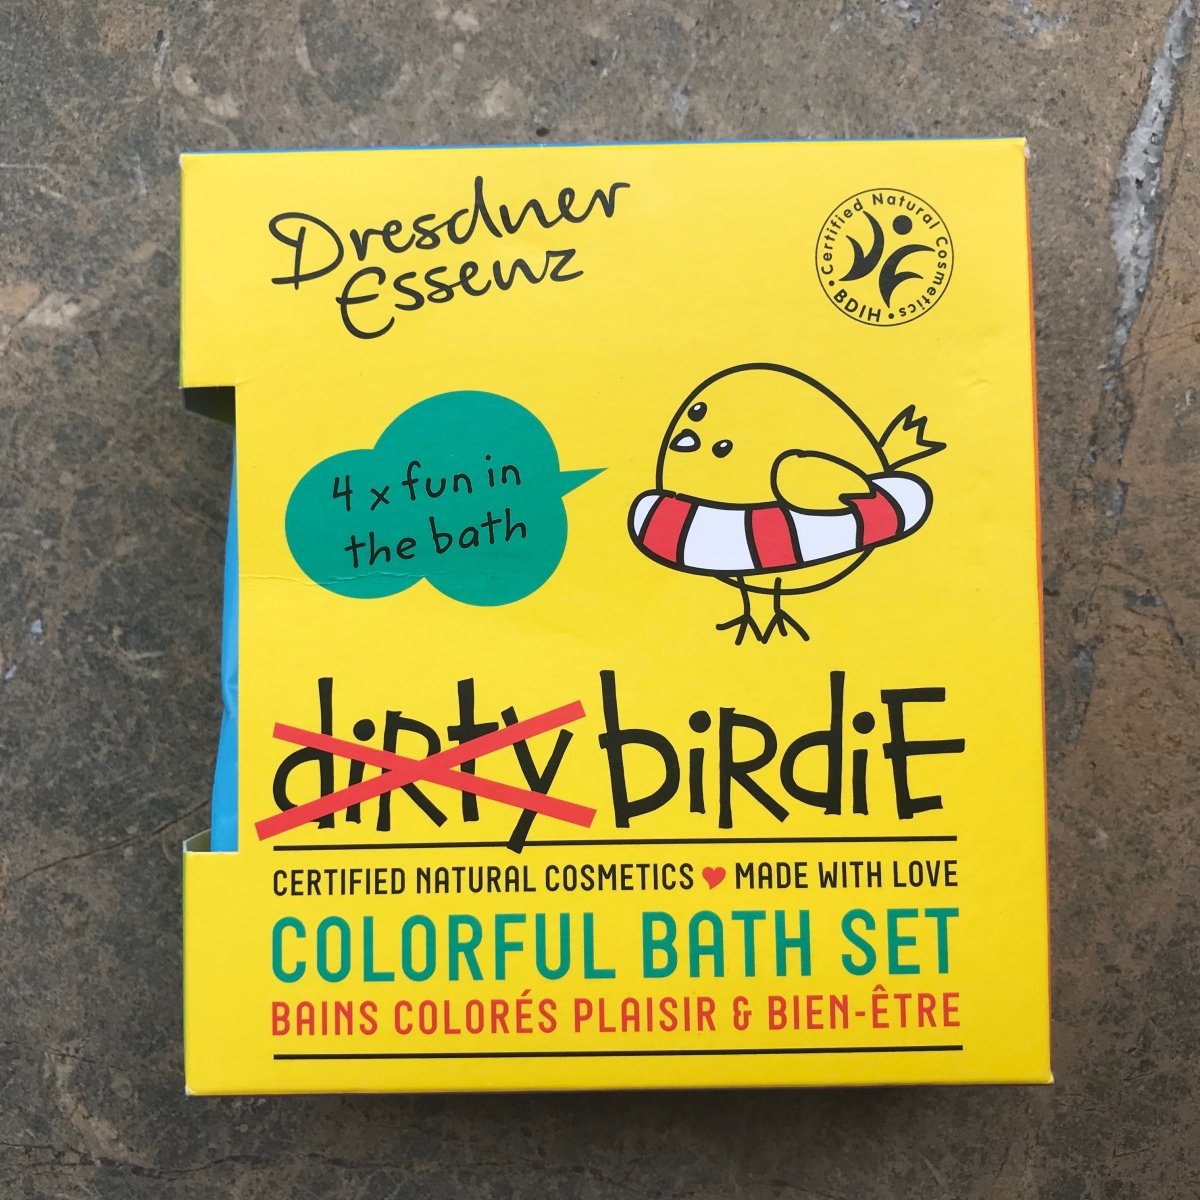 Dresdner
Essenz
Certified Natural Cosmetics • BDIH •
4 x fun in
the bath
diRty biRdiE
CERTIFIED NATURAL COSMETICS ♥ MADE WITH LOVE
COLORFUL BATH SET
BAINS COLORÉS PLAISIR & BIEN-ÊTRE